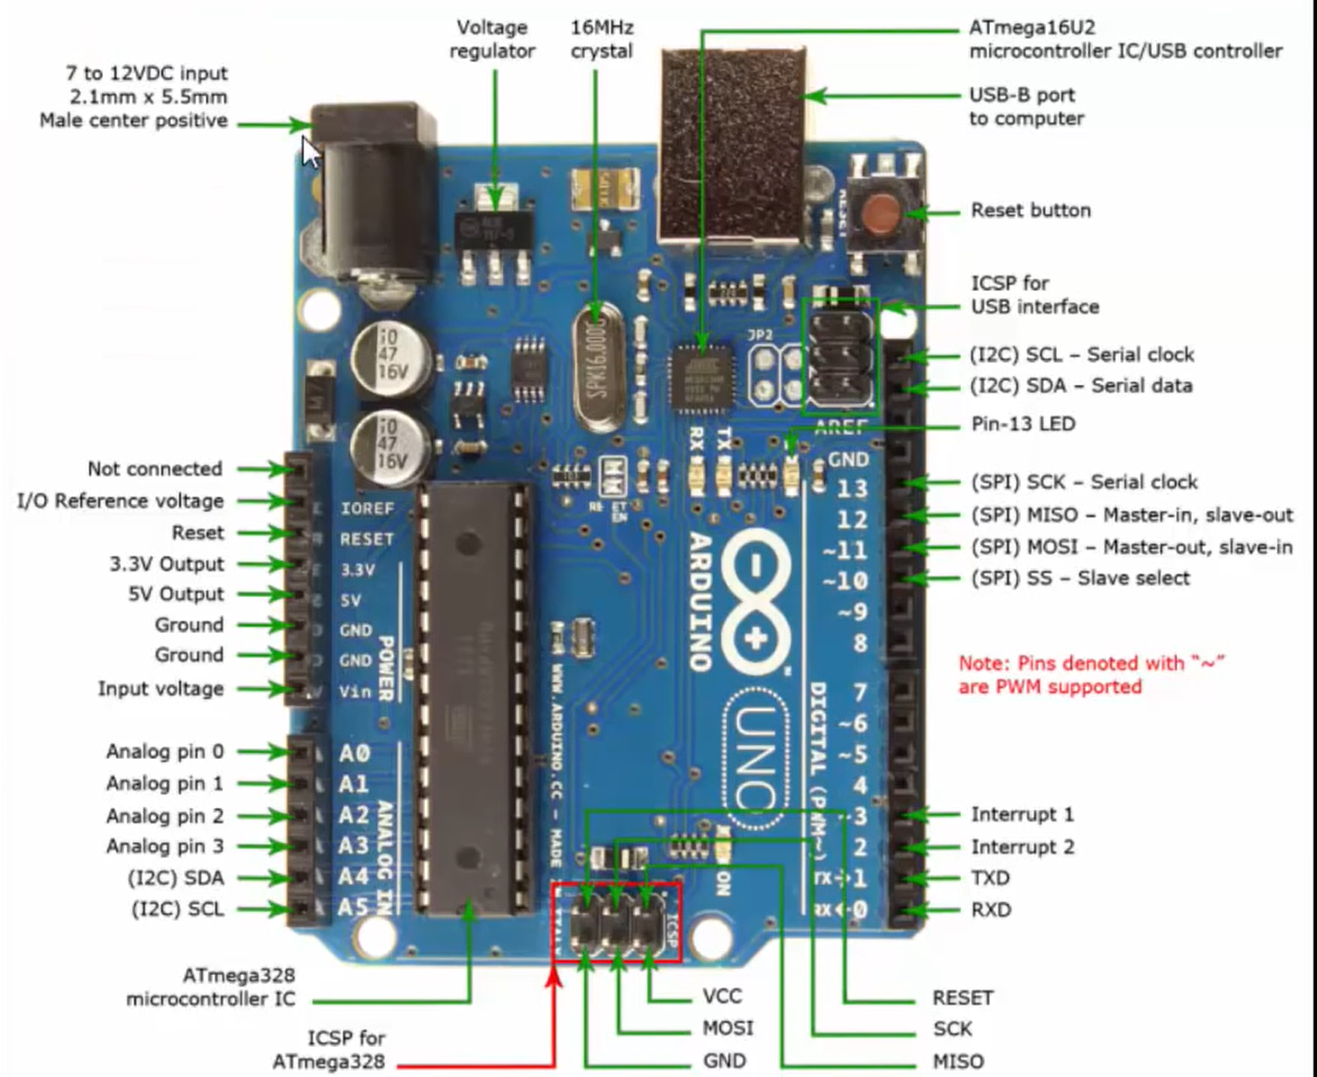 Voltage
regulator
16MHz
crystal
ATmega16U2
microcontroller IC/USB controller
7 to 12VDC input
2.1mm x 5.5mm
Male center positive
USB-B port
to computer
Reset button
RESET
ICSP for
USB interface
JP2
SPK16.000G
(I2C) SCL – Serial clock
(I2C) SDA – Serial data
Pin-13 LED
47
16V
47
16V
AREF
GND
13
12
~11
~10
~9
8
7
~6
~5
4
~3
2
TX→1
RX←0
RX
TX
(SPI) SCK – Serial clock
(SPI) MISO – Master-in, slave-out
(SPI) MOSI – Master-out, slave-in
(SPI) SS – Slave select
Note: Pins denoted with “~”
are PWM supported
Interrupt 1
Interrupt 2
TXD
RXD
Not connected
I/O Reference voltage
Reset
3.3V Output
5V Output
Ground
Ground
Input voltage
IOREF
RESET
3.3V
5V
GND
GND
Vin
POWER
Analog pin 0
Analog pin 1
Analog pin 2
Analog pin 3
(I2C) SDA
(I2C) SCL
A0
A1
A2
A3
A4
A5
ANALOG IN
ARDUINO
UNO
DIGITAL (PWM~)
WWW.ARDUINO.CC – MADE
ON
ICSP
ATmega328
microcontroller IC
ICSP for
ATmega328
VCC
MOSI
GND
RESET
SCK
MISO